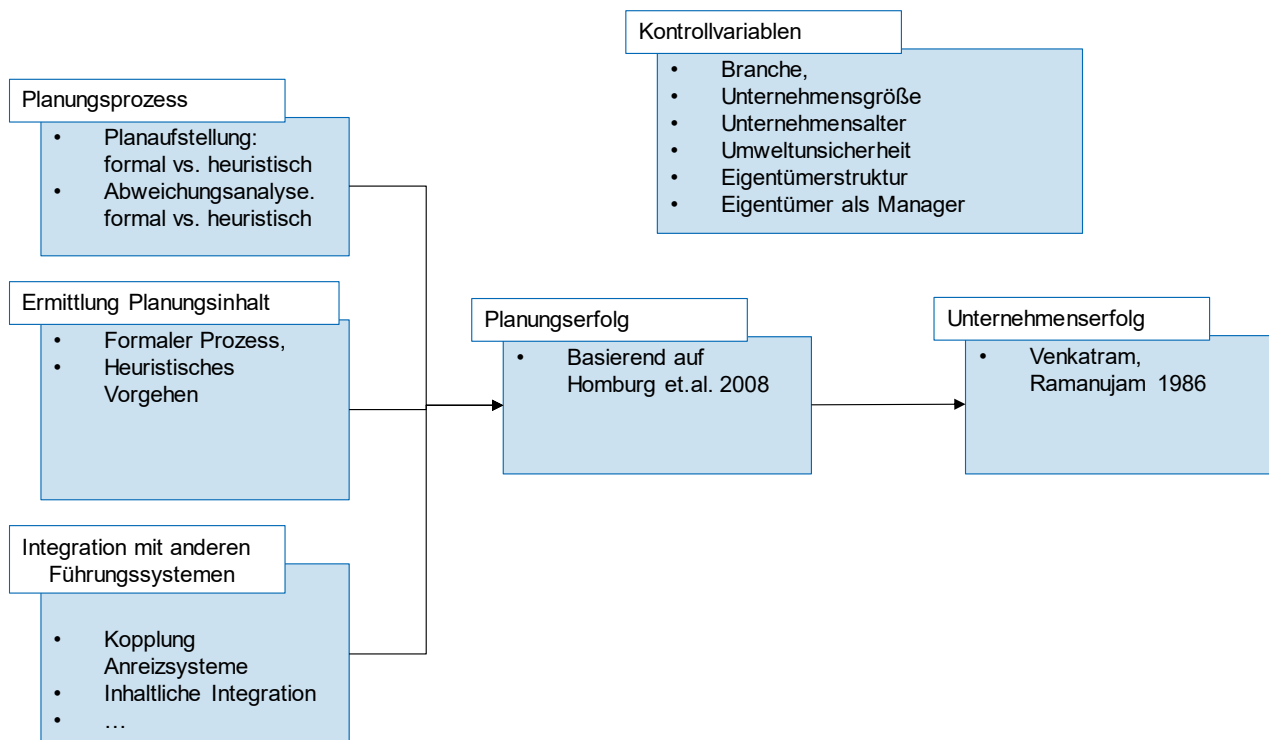 Kontrollvariablen
• Branche,
• Unternehmensgröße
• Unternehmensalter
• Umweltunsicherheit
• Eigentümerstruktur
• Eigentümer als Manager
Planungsprozess
• Planaufstellung:
formal vs. heuristisch
• Abweichungsanalyse.
formal vs. heuristisch
Ermittlung Planungsinhalt
• Formaler Prozess,
• Heuristisches
Vorgehen
Integration mit anderen
Führungssystemen
• Kopplung
Anreizsysteme
• Inhaltliche Integration
• …
Planungserfolg
• Basierend auf
Homburg et.al. 2008
Unternehmenserfolg
• Venkatram,
Ramanujam 1986